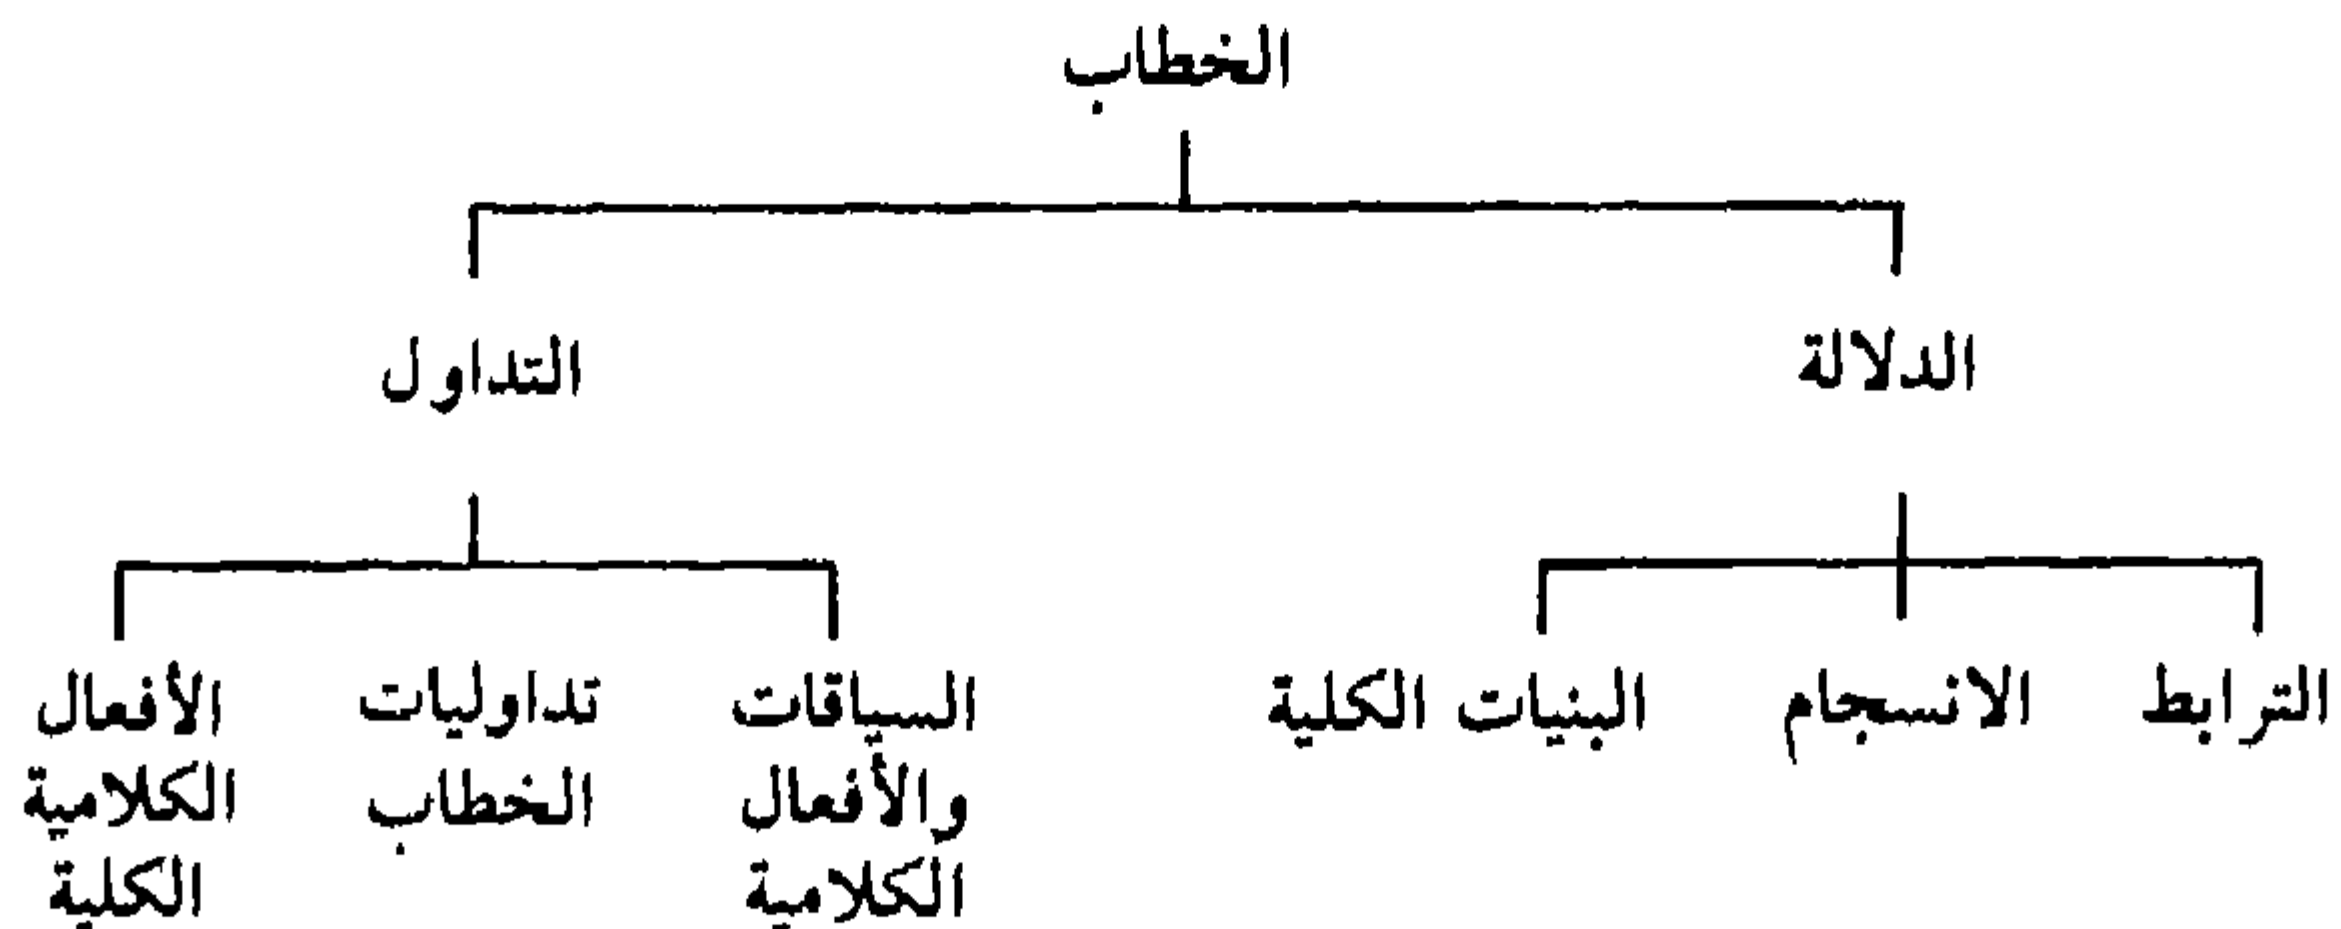 الخطاب
الدلالة
التداول
الترابط
الانسجام
البنيات الكلية
السياقات
والأفعال
الكلامية
تداوليات
الخطاب
الأفعال
الكلامية
الكلية